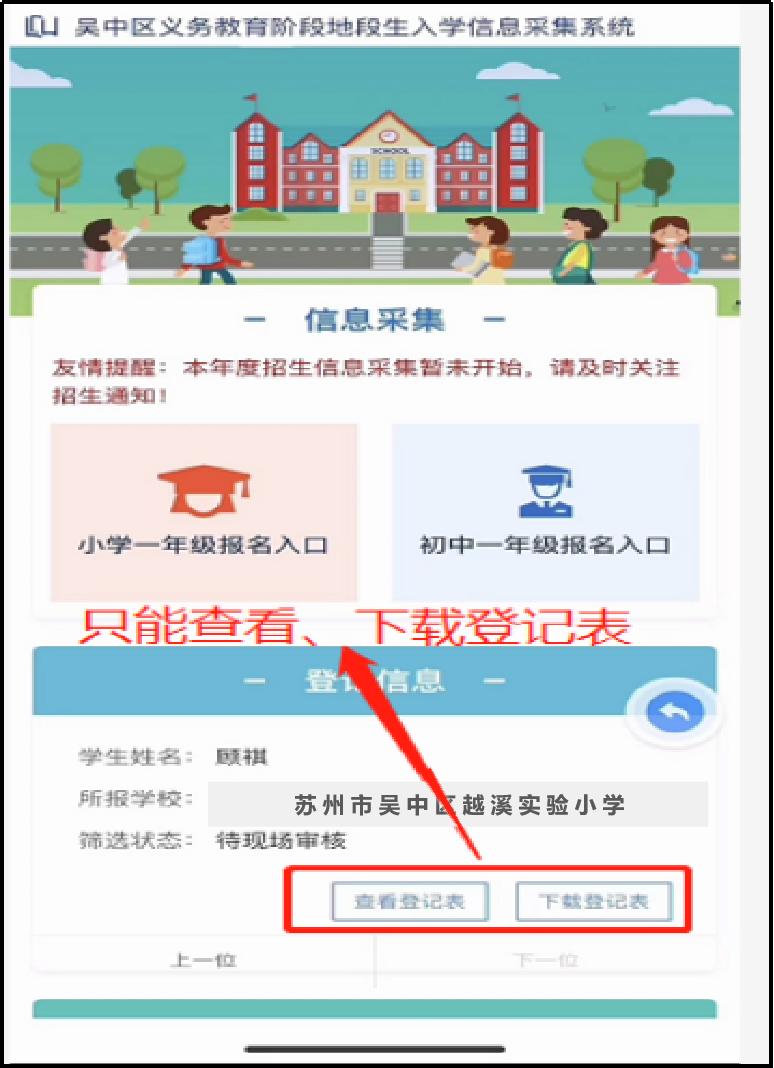 吴中区义务教育阶段地段生入学信息采集系统
SCHOOL
信息采集
友情提醒：本年度招生信息采集暂未开始，请及时关注
招生通知！
小学一年级报名入口 初中一年级报名入口
只能查看、下载登记表
登记信息
学生姓名： 顾祺
所报学校： 苏州市吴中区越溪实验小学
筛选状态： 待现场审核
查看登记表 下载登记表
上一位 下一位